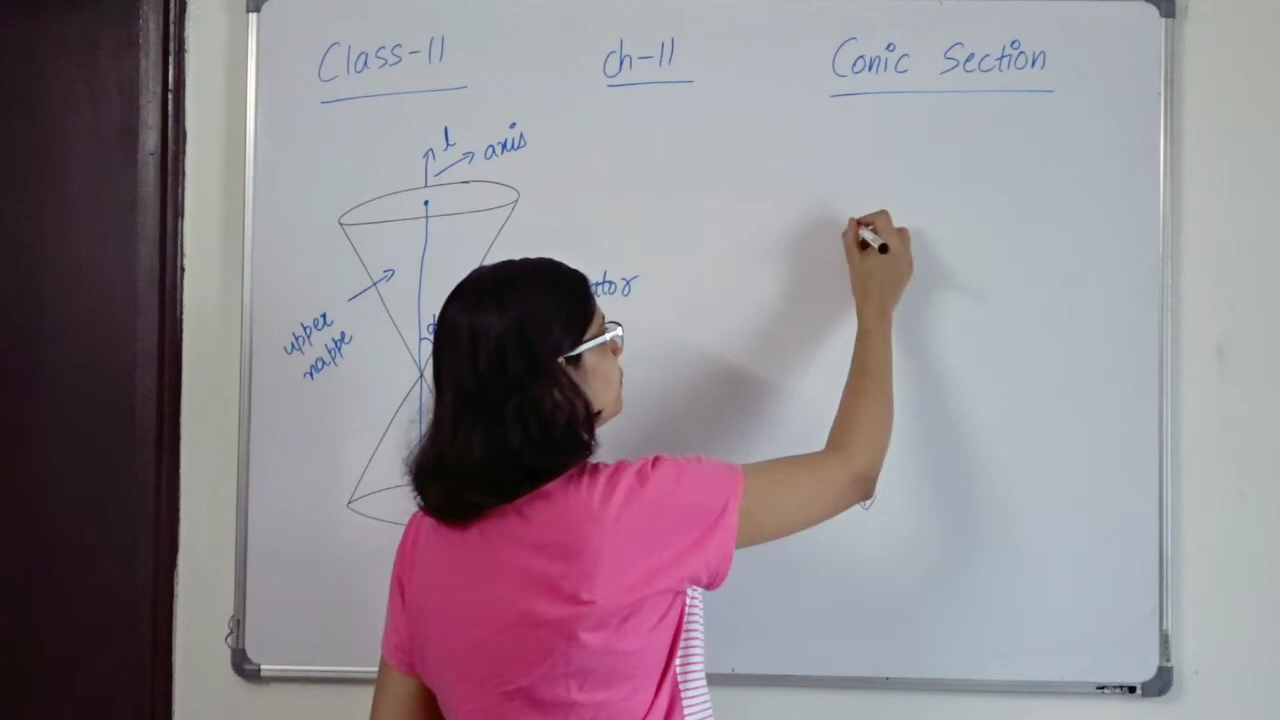 Class-11 ch-11 Conic Section
l
axis
upper
nappe
α